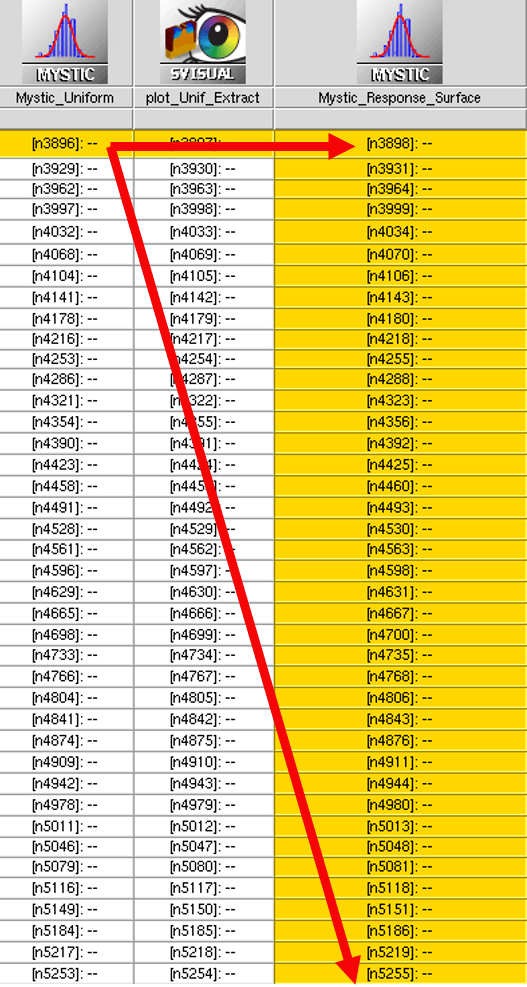 MYSTIC SVISUAL MYSTIC
Mystic_Uniform plot_Unif_Extract Mystic_Response_Surface
[n3896]: -- [n3897]: -- [n3898]: --
[n3929]: -- [n3930]: -- [n3931]: --
[n3962]: -- [n3963]: -- [n3964]: --
[n3997]: -- [n3998]: -- [n3999]: --
[n4032]: -- [n4033]: -- [n4034]: --
[n4068]: -- [n4069]: -- [n4070]: --
[n4104]: -- [n4105]: -- [n4106]: --
[n4141]: -- [n4142]: -- [n4143]: --
[n4178]: -- [n4179]: -- [n4180]: --
[n4216]: -- [n4217]: -- [n4218]: --
[n4253]: -- [n4254]: -- [n4255]: --
[n4286]: -- [n4287]: -- [n4288]: --
[n4321]: -- [n4322]: -- [n4323]: --
[n4354]: -- [n4355]: -- [n4356]: --
[n4390]: -- [n4391]: -- [n4392]: --
[n4423]: -- [n4424]: -- [n4425]: --
[n4458]: -- [n4459]: -- [n4460]: --
[n4491]: -- [n4492]: -- [n4493]: --
[n4528]: -- [n4529]: -- [n4530]: --
[n4561]: -- [n4562]: -- [n4563]: --
[n4596]: -- [n4597]: -- [n4598]: --
[n4629]: -- [n4630]: -- [n4631]: --
[n4665]: -- [n4666]: -- [n4667]: --
[n4698]: -- [n4699]: -- [n4700]: --
[n4733]: -- [n4734]: -- [n4735]: --
[n4766]: -- [n4767]: -- [n4768]: --
[n4804]: -- [n4805]: -- [n4806]: --
[n4841]: -- [n4842]: -- [n4843]: --
[n4874]: -- [n4875]: -- [n4876]: --
[n4909]: -- [n4910]: -- [n4911]: --
[n4942]: -- [n4943]: -- [n4944]: --
[n4978]: -- [n4979]: -- [n4980]: --
[n5011]: -- [n5012]: -- [n5013]: --
[n5046]: -- [n5047]: -- [n5048]: --
[n5079]: -- [n5080]: -- [n5081]: --
[n5116]: -- [n5117]: -- [n5118]: --
[n5149]: -- [n5150]: -- [n5151]: --
[n5184]: -- [n5185]: -- [n5186]: --
[n5217]: -- [n5218]: -- [n5219]: --
[n5253]: -- [n5254]: -- [n5255]: --